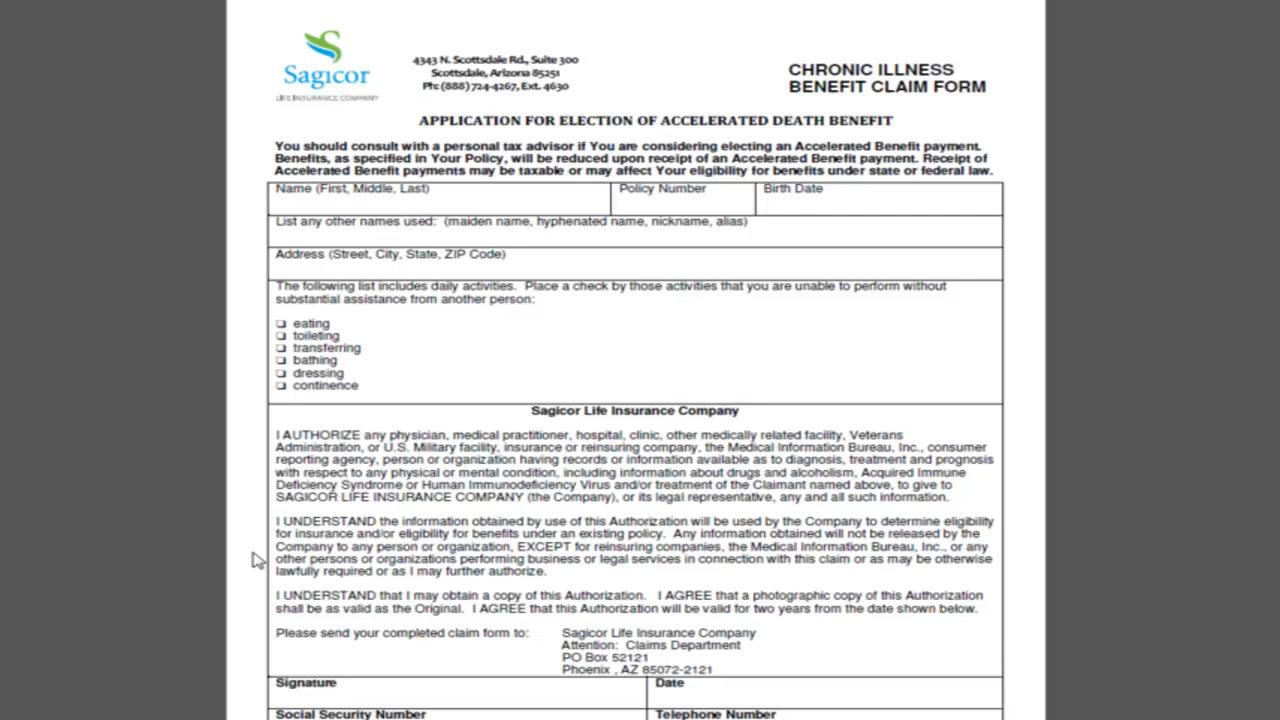 Sagicor
LIFE INSURANCE COMPANY
4343 N. Scottsdale Rd., Suite 300
Scottsdale, Arizona 85251
Ph: (888) 724-4267, Ext. 4630
CHRONIC ILLNESS
BENEFIT CLAIM FORM
APPLICATION FOR ELECTION OF ACCELERATED DEATH BENEFIT
You should consult with a personal tax advisor if You are considering electing an Accelerated Benefit payment.
Benefits, as specified in Your Policy, will be reduced upon receipt of an Accelerated Benefit payment. Receipt of
Accelerated Benefit payments may be taxable or may affect Your eligibility for benefits under state or federal law.
Name (First, Middle, Last) Policy Number Birth Date
List any other names used: (maiden name, hyphenated name, nickname, alias)
Address (Street, City, State, ZIP Code)
The following list includes daily activities. Place a check by those activities that you are unable to perform without
substantial assistance from another person:
❏ eating
❏ toileting
❏ transferring
❏ bathing
❏ dressing
❏ continence
Sagicor Life Insurance Company
I AUTHORIZE any physician, medical practitioner, hospital, clinic, other medically related facility, Veterans
Administration, or U.S. Military facility, insurance or reinsuring company, the Medical Information Bureau, Inc., consumer
reporting agency, person or organization having records or information available as to diagnosis, treatment and prognosis
with respect to any physical or mental condition, including information about drugs and alcoholism, Acquired Immune
Deficiency Syndrome or Human Immunodeficiency Virus and/or treatment of the Claimant named above, to give to
SAGICOR LIFE INSURANCE COMPANY (the Company), or its legal representative, any and all such information.
I UNDERSTAND the information obtained by use of this Authorization will be used by the Company to determine eligibility
for insurance and/or eligibility for benefits under an existing policy. Any information obtained will not be released by the
Company to any person or organization, EXCEPT for reinsuring companies, the Medical Information Bureau, Inc., or any
other persons or organizations performing business or legal services in connection with this claim or as may be otherwise
lawfully required or as I may further authorize.
I UNDERSTAND that I may obtain a copy of this Authorization. I AGREE that a photographic copy of this Authorization
shall be as valid as the Original. I AGREE that this Authorization will be valid for two years from the date shown below.
Please send your completed claim form to: Sagicor Life Insurance Company
Attention: Claims Department
PO Box 52121
Phoenix , AZ 85072-2121
Signature Date
Social Security Number Telephone Number